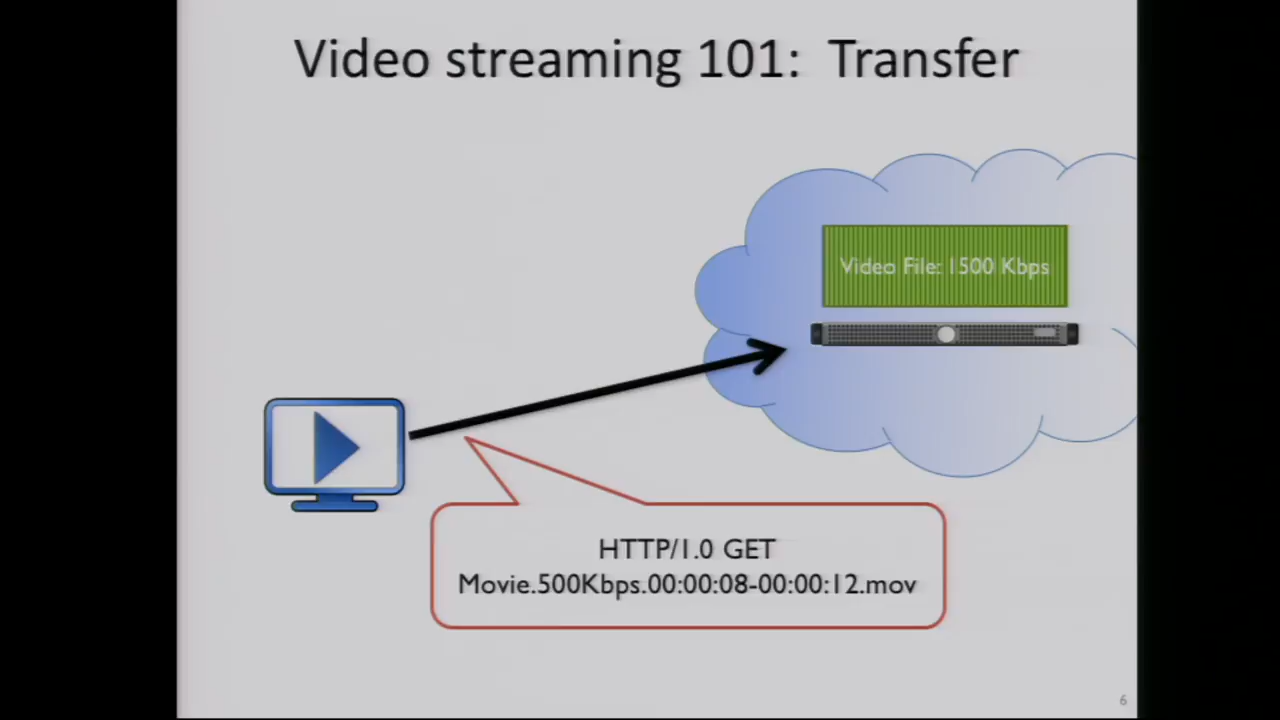 Video streaming 101: Transfer
Video File: 1500 Kbps
HTTP/1.0 GET
Movie.500Kbps.00:00:08-00:00:12.mov
6